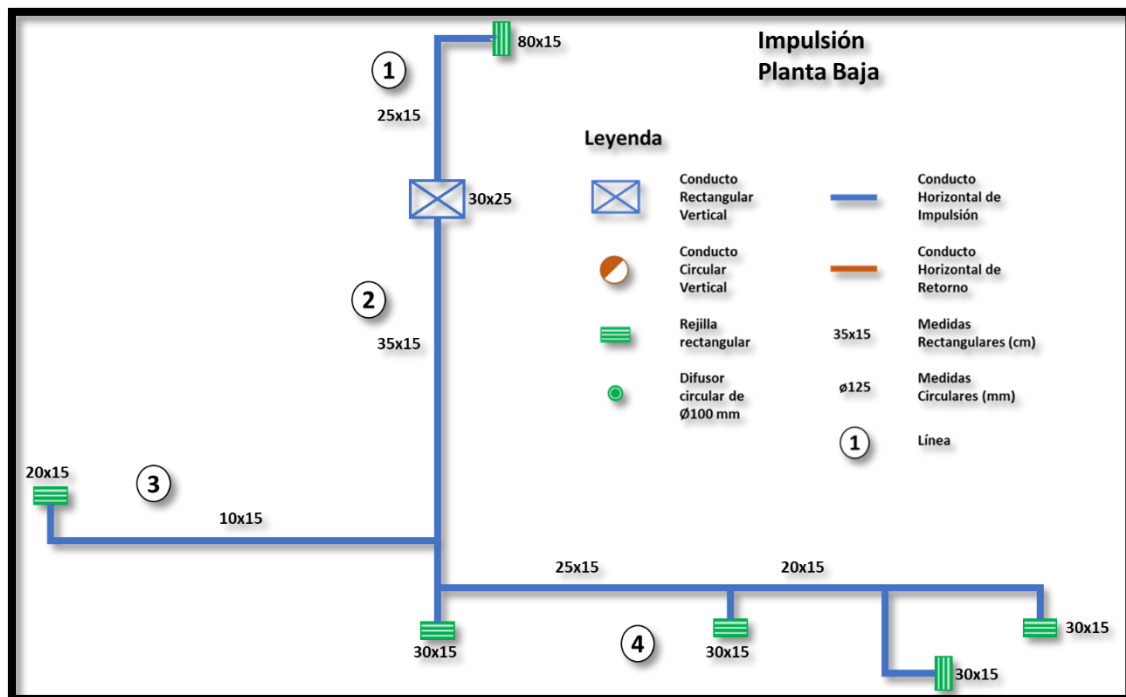 80x15
Impulsión
Planta Baja
1
25x15
Leyenda
30x25
Conducto
Rectangular
Vertical
Conducto
Horizontal de
Impulsión
Conducto
Circular
Vertical
Conducto
Horizontal de
Retorno
2
35x15
Rejilla
rectangular
35x15
Medidas
Rectangulares (cm)
Difusor
circular de
Ø100 mm
ø125
Medidas
Circulares (mm)
1
Línea
20x15
3
10x15
25x15
20x15
30x15
4
30x15
30x15
30x15